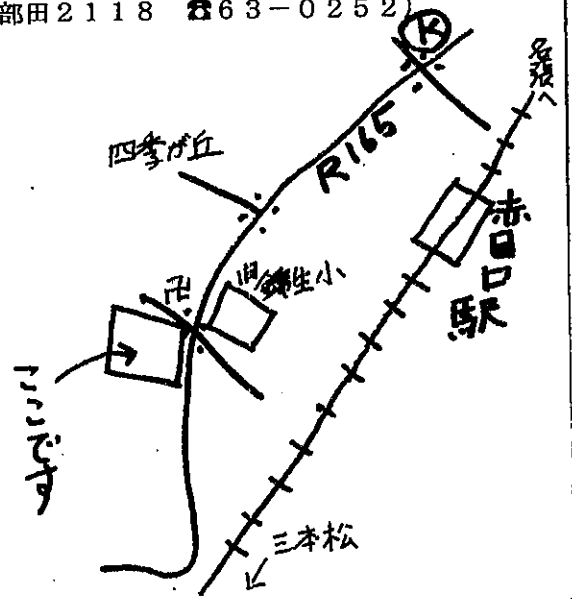 部田2118 ☎63-0252)
K
名張へ
四季が丘
R165
赤目口駅
卍
旧錦生小
ここです
三本松